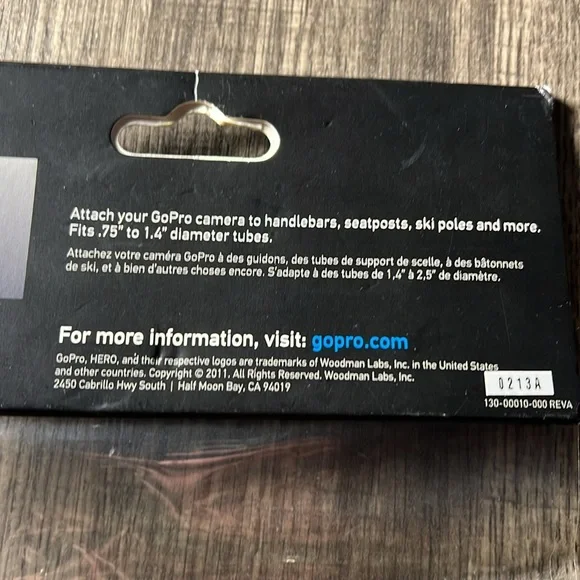 Attach your GoPro camera to handlebars, seatposts, ski poles and more.
Fits .75" to 1.4" diameter tubes.
Attachez votre caméra GoPro à des guidons, des tubes de support de scelle, à des bâtonnets
de ski, et à bien d'autres choses encore. S'adapte à des tubes de 1,4" à 2,5" de diamètre.
For more information, visit: gopro.com
GoPro, HERO, and their respective logos are trademarks of Woodman Labs, Inc. in the United States
and other countries. Copyright © 2011. All Rights Reserved. Woodman Labs, Inc.
2450 Cabrillo Hwy South | Half Moon Bay, CA 94019
0213A
130-00010-000 REVA